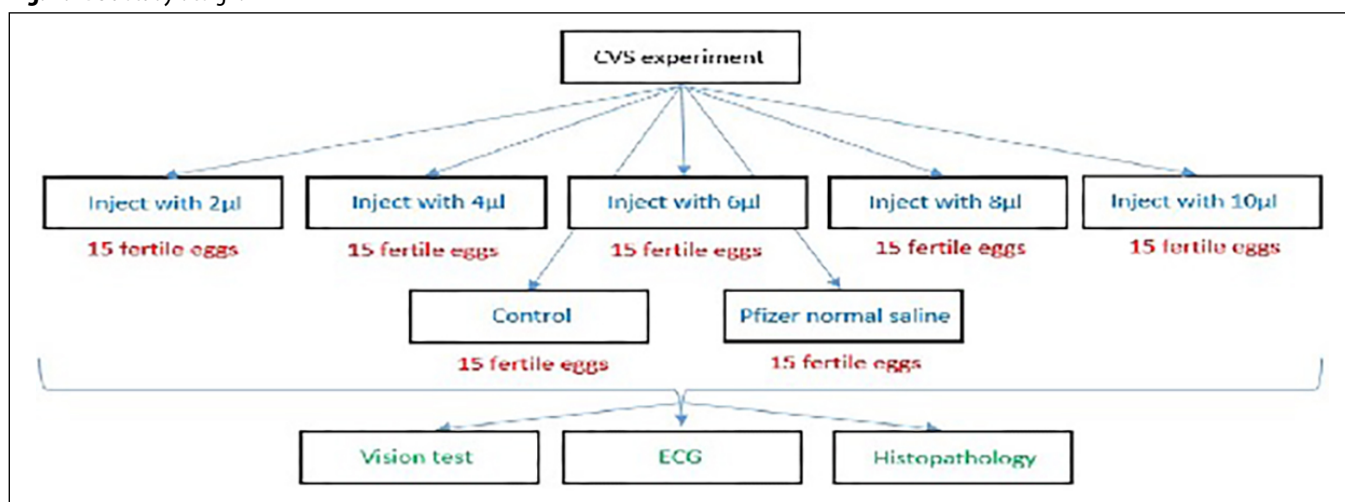 CVS experiment
Inject with 2µl
Inject with 4µl
Inject with 6µl
Inject with 8µl
Inject with 10µl
15 fertile eggs
15 fertile eggs
15 fertile eggs
15 fertile eggs
15 fertile eggs
Control
Pfizer normal saline
15 fertile eggs
15 fertile eggs
Vision test
ECG
Histopathology